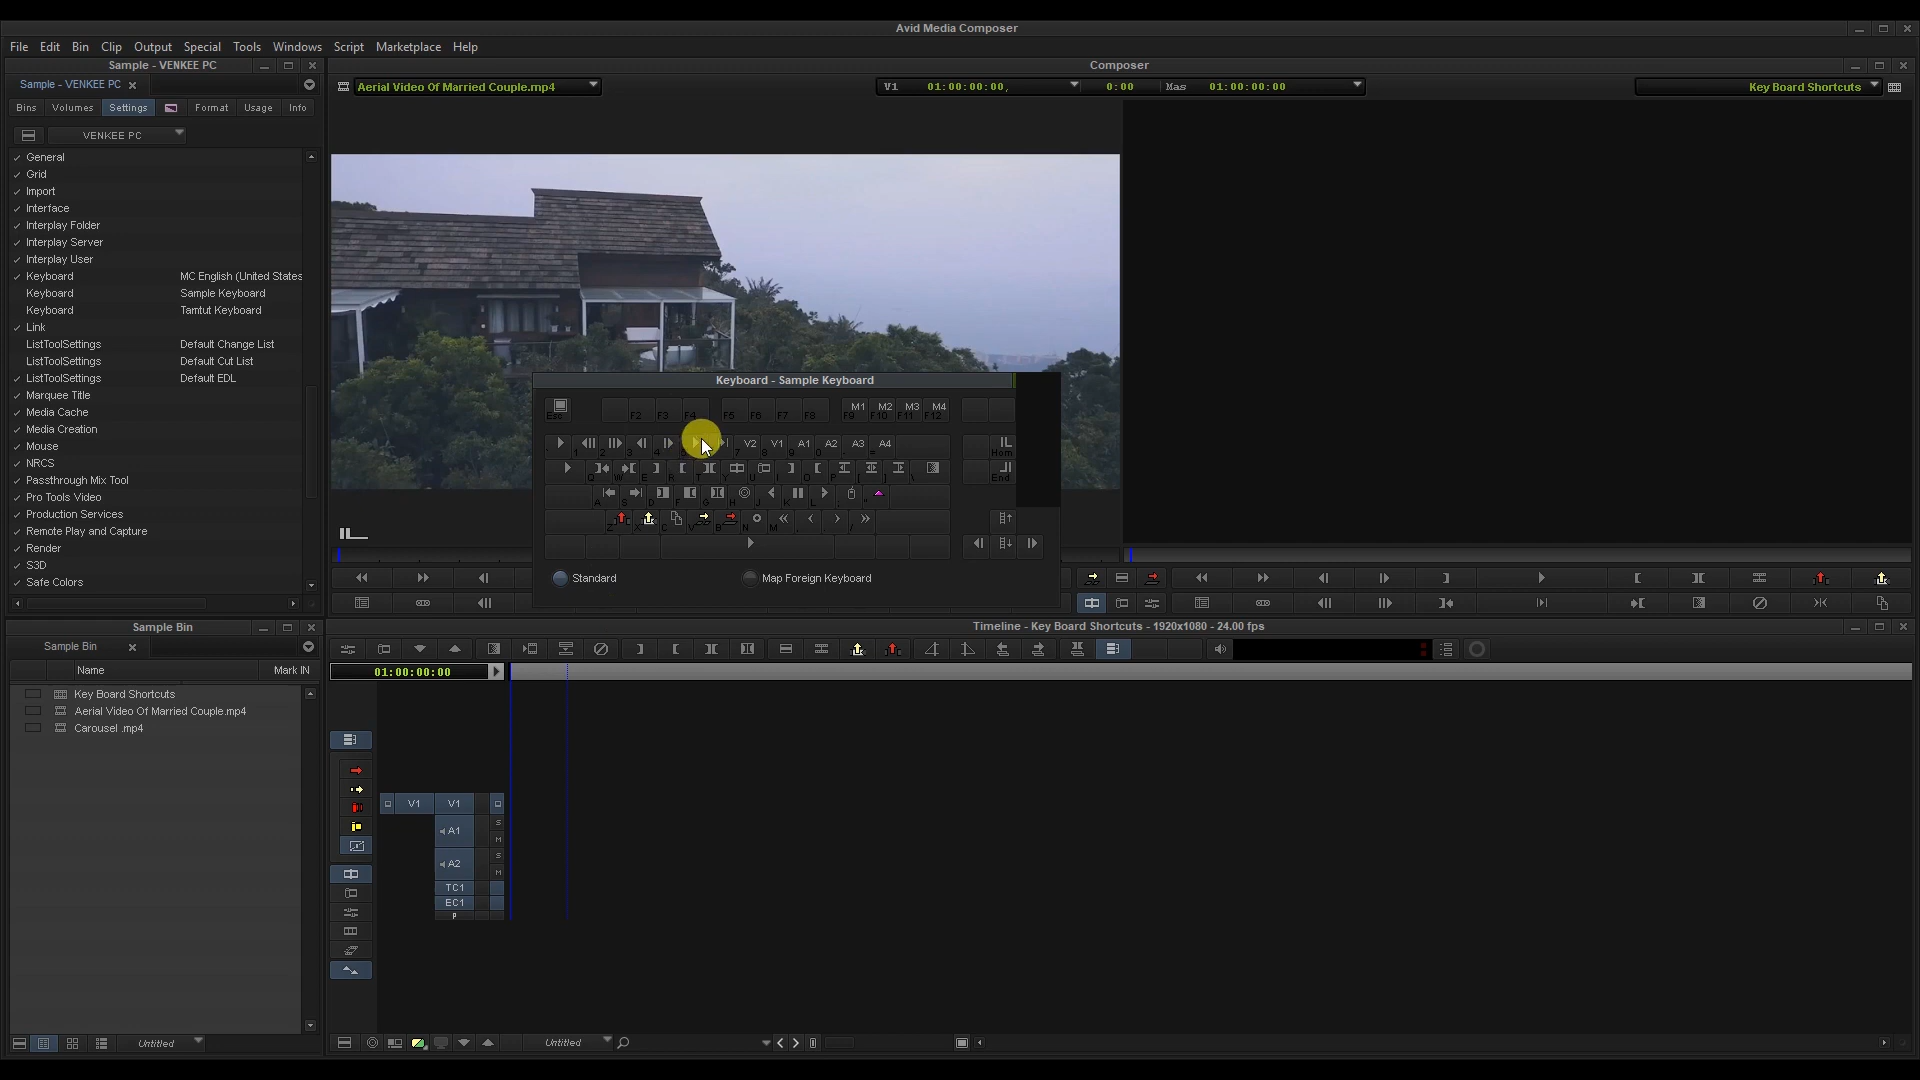 Avid Media Composer
File Edit Bin Clip Output Special Tools Windows Script Marketplace Help
Sample - VENKEE PC
Sample - VENKEE PC
Bins Volumes Settings Format Usage Info
VENKEE PC
General
Grid
Import
Interface
Interplay Folder
Interplay Server
Interplay User
Keyboard MC English (United States
Keyboard Sample Keyboard
Keyboard Tamtut Keyboard
Link
ListToolSettings Default Change List
ListToolSettings Default Cut List
ListToolSettings Default EDL
Marquee Title
Media Cache
Media Creation
Mouse
NRCS
Passthrough Mix Tool
Pro Tools Video
Production Services
Remote Play and Capture
Render
S3D
Safe Colors
Composer
Aerial Video Of Married Couple.mp4
V1 01:00:00:00, 0:00 Mas 01:00:00:00
Key Board Shortcuts
Keyboard - Sample Keyboard
M1 M2 M3 M4
Esc F2 F3 F4 F5 F6 F7 F8 F9 F10 F11 F12
V2 V1 A1 A2 A3 A4
2 3 4 7 8 9 0 - =
Hom
Q W E R T Y U I O P [ ] \
End
A S D F G H J K L ; "
Z X C V B N M , . /
Standard
Map Foreign Keyboard
Sample Bin
Sample Bin
Name Mark IN
Key Board Shortcuts
Aerial Video Of Married Couple.mp4
Carousel .mp4
Untitled
Timeline - Key Board Shortcuts - 1920x1080 - 24.00 fps
01:00:00:00
V1 V1
A1 S M
A2 S M
TC1
EC1
Untitled